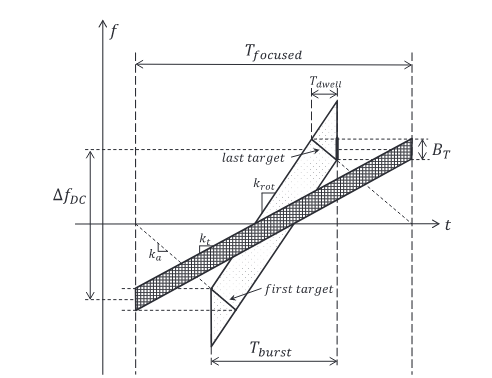 f
T_focused
T_dwell
last target
B_T
k_rot
Δf_DC
t
k_t
k_a
first target
T_burst